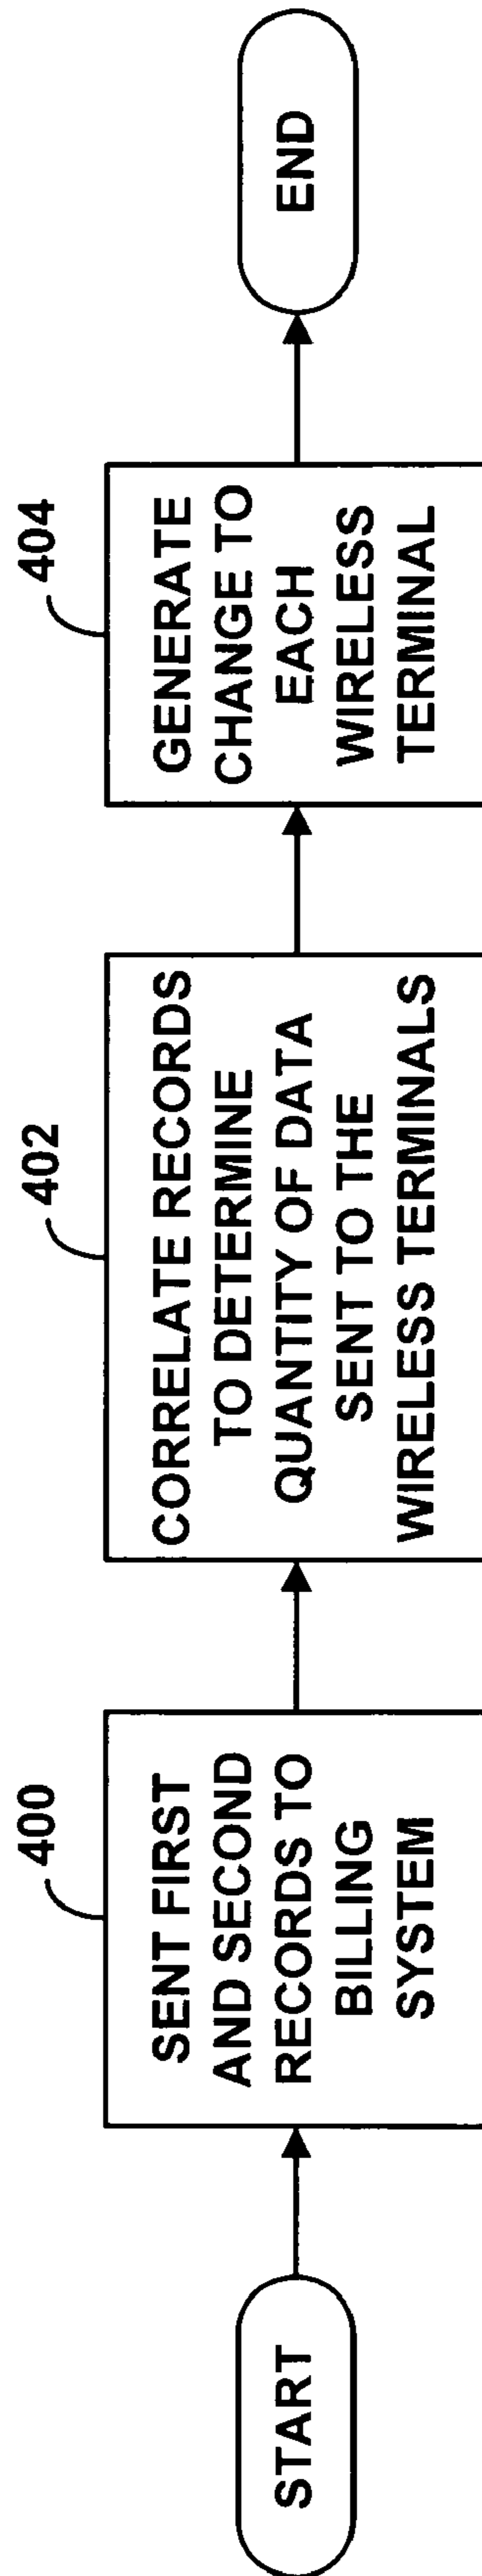 START
400
SENT FIRST
AND SECOND
RECORDS TO
BILLING
SYSTEM
402
CORRELATE RECORDS
TO DETERMINE
QUANTITY OF DATA
SENT TO THE
WIRELESS TERMINALS
404
GENERATE
CHANGE TO
EACH
WIRELESS
TERMINAL
END